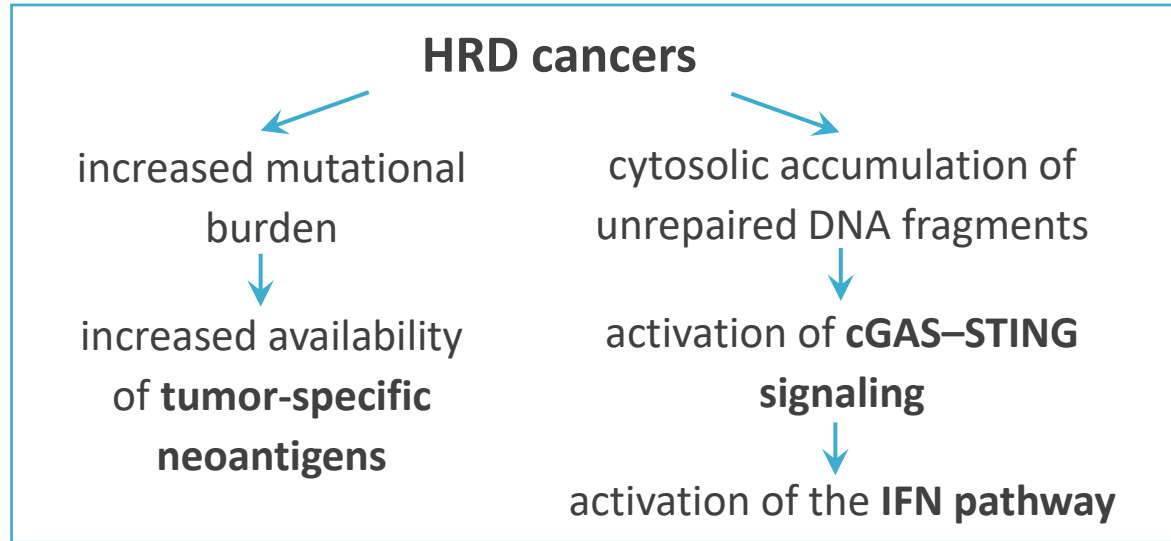 HRD cancers
increased mutational
burden
increased availability
of tumor-specific
neoantigens
cytosolic accumulation of
unrepaired DNA fragments
activation of cGAS–STING
signaling
activation of the IFN pathway